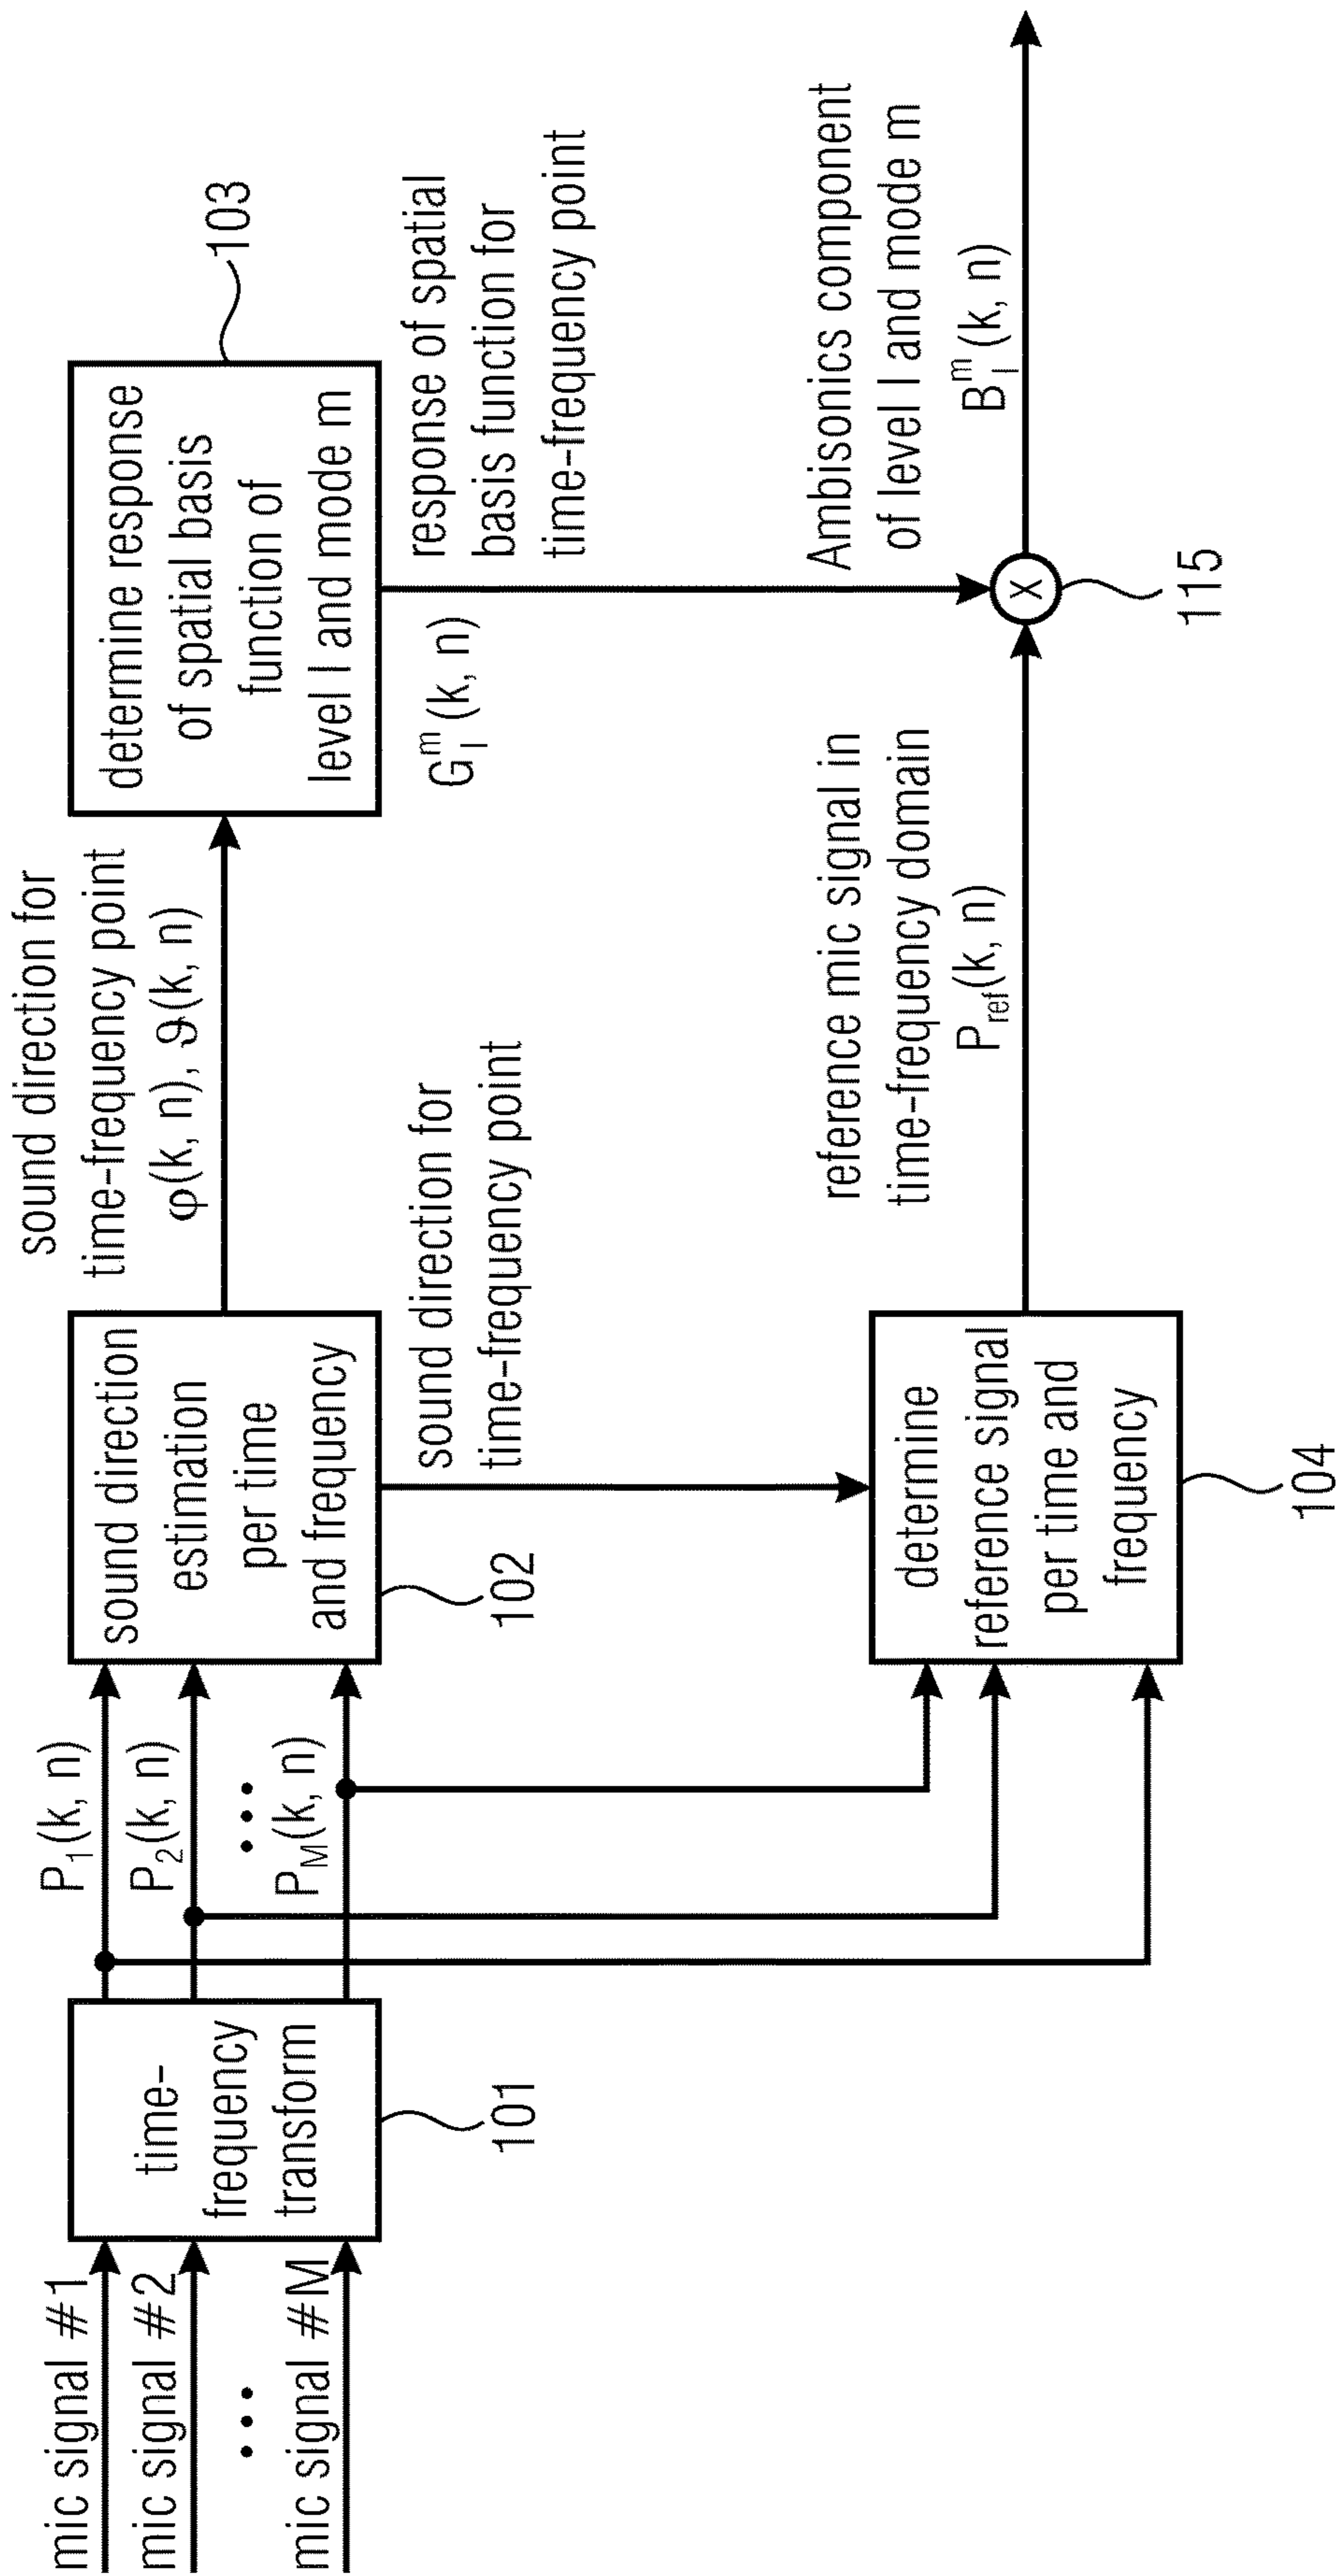 mic signal #1
mic signal #2
...
mic signal #M
time-
frequency
transform
101
P1(k, n)
P2(k, n)
...
PM(k, n)
sound direction
estimation
per time
and frequency
102
sound direction for
time-frequency point
φ(k, n), ϑ(k, n)
sound direction for
time-frequency point
determine response
of spatial basis
function of
level l and mode m
103
G_l^m (k, n)
response of spatial
basis function for
time-frequency point
determine
reference signal
per time and
frequency
104
reference mic signal in
time-frequency domain
Pref(k, n)
x
115
Ambisonics component
of level l and mode m
B_l^m (k, n)